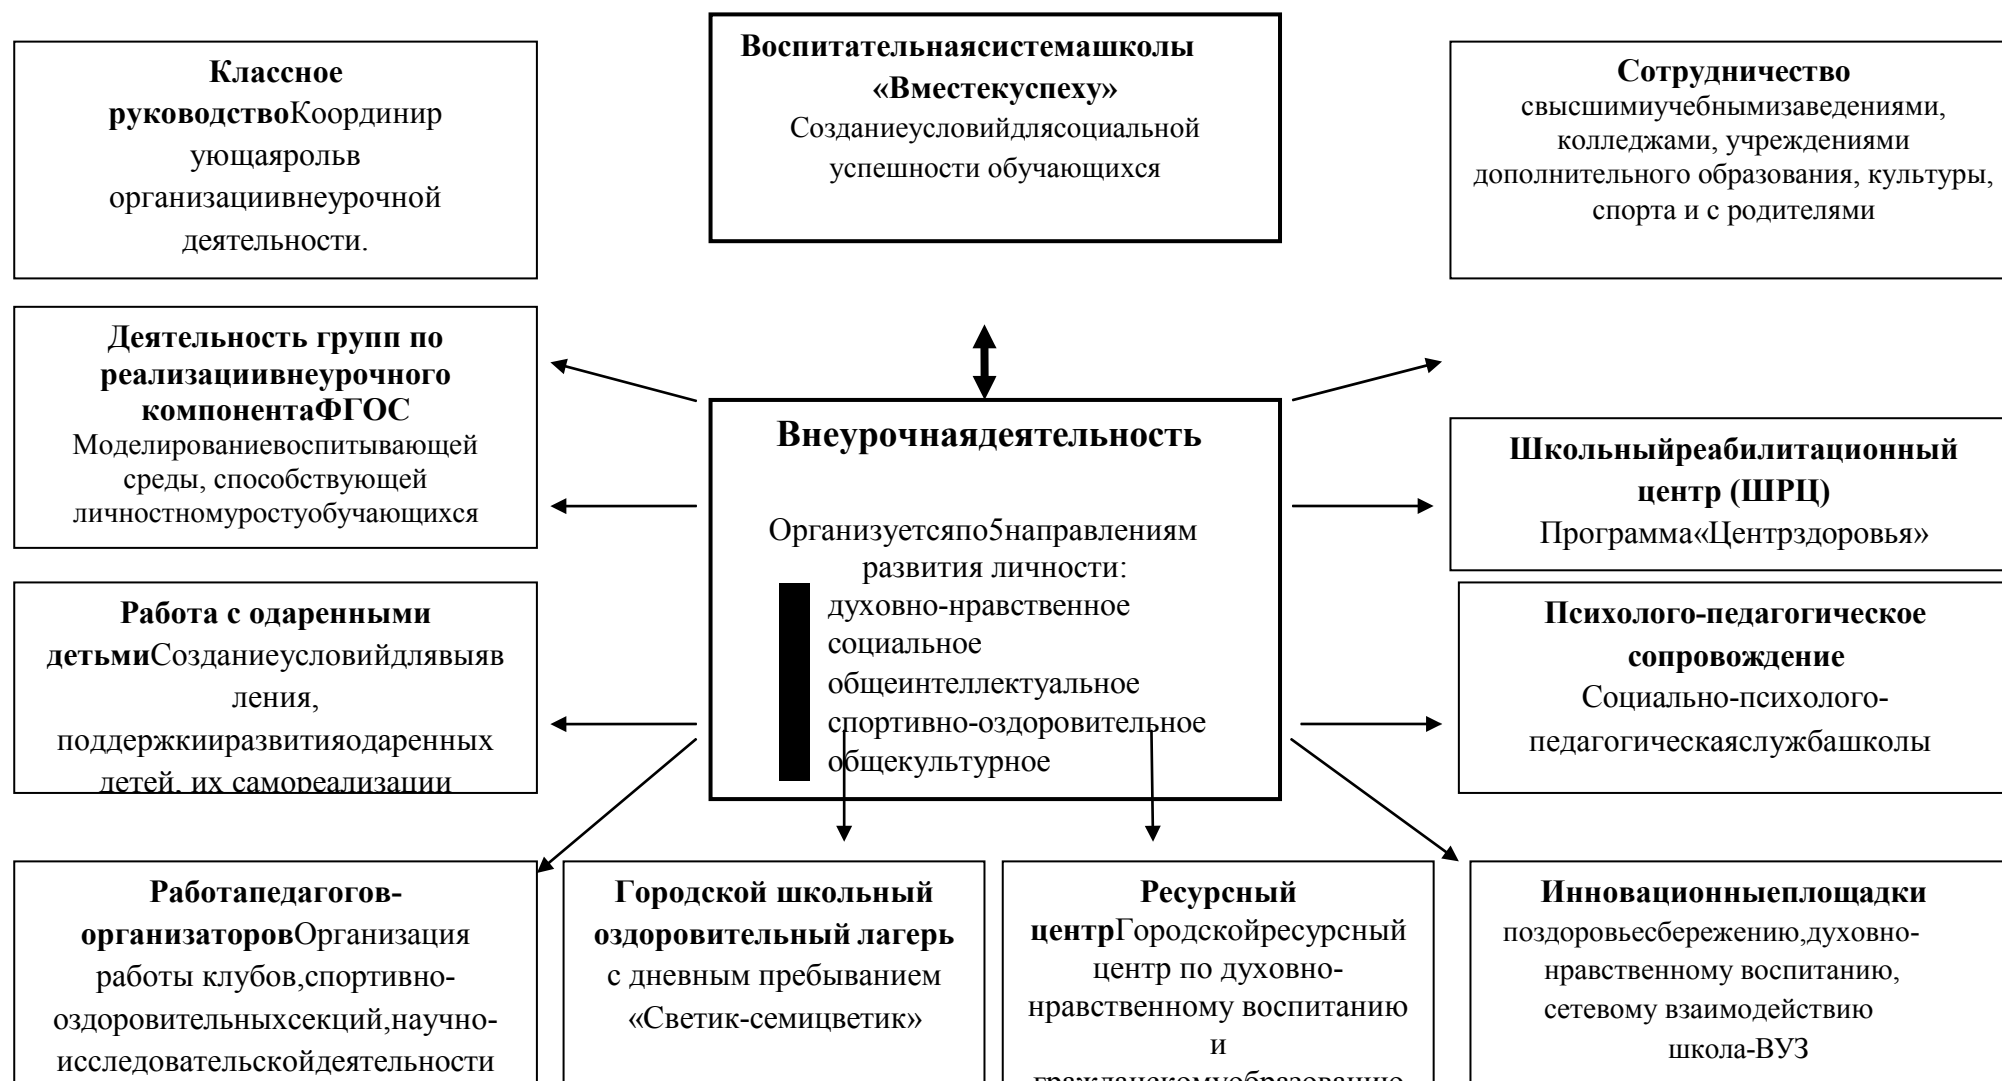 Классное
руководствоКоординир
ующаярольв
организациивнеурочной
деятельности.
Воспитательнаясистемашколы
«Вместекуспеху»
Созданиеусловийдлясоциальной
успешности обучающихся
Сотрудничество
свысшимиучебнымизаведениями,
колледжами, учреждениями
дополнительного образования, культуры,
спорта и с родителями
Деятельность групп по
реализациивнеурочного
компонентаФГОС
Моделированиевоспитывающей
среды, способствующей
личностномуростуобучающихся
Внеурочнаядеятельность
Организуетсяпо5направлениям
развития личности:
духовно-нравственное
социальное
общеинтеллектуальное
спортивно-оздоровительное
общекультурное
Школьныйреабилитационный
центр (ШРЦ)
Программа«Центрздоровья»
Работа с одаренными
детьмиСозданиеусловийдлявыяв
ления,
поддержкииразвитияодаренных
детей, их самореализации
Психолого-педагогическое
сопровождение
Социально-психолого-
педагогическаяслужбашколы
Работапедагогов-
организаторовОрганизация
работы клубов,спортивно-
оздоровительныхсекций,научно-
исследовательскойдеятельности
Городской школьный
оздоровительный лагерь
с дневным пребыванием
«Светик-семицветик»
Ресурсный
центрГородскойресурсный
центр по духовно-
нравственному воспитанию
и
гражданскомуобразованию
Инновационныеплощадки
поздоровьесбережению,духовно-
нравственному воспитанию,
сетевому взаимодействию
школа-ВУЗ